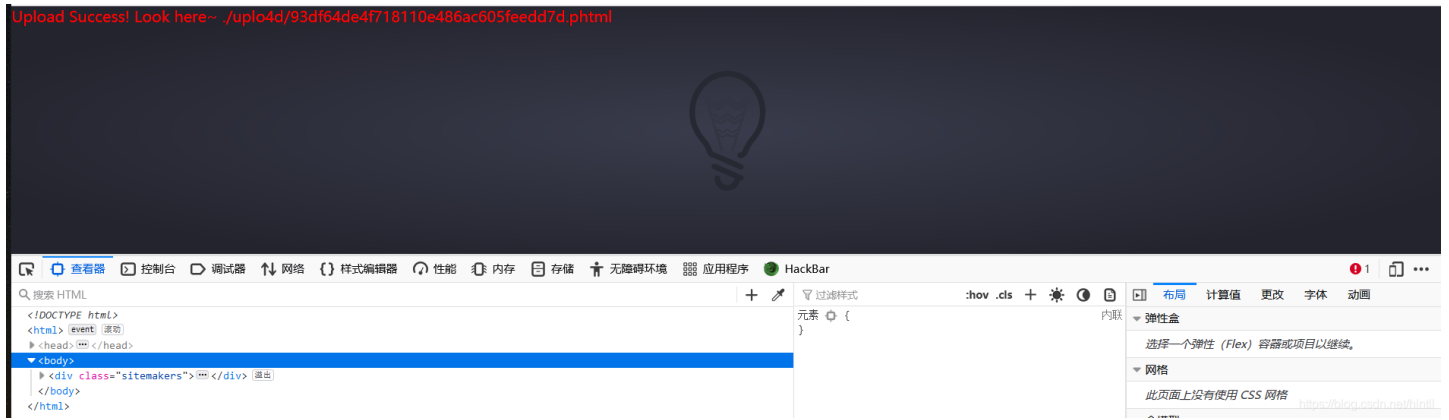 Upload Success! Look here~ ./uplo4d/93df64de4f718110e486ac605feedd7d.phtml
查看器 控制台 调试器 网络 {} 样式编辑器 性能 内存 存储 无障碍环境 应用程序 HackBar 1
搜索 HTML + 过滤样式 :hov .cls + 布局 计算值 更改 字体 动画
<!DOCTYPE html>
<html> event 滚动
<head> ··· </head>
<body>
<div class="sitemakers"> ··· </div> 溢出
</body>
</html>
元素 { 内联
}
弹性盒
选择一个弹性（Flex）容器或项目以继续。
网格
此页面上没有使用 CSS 网格